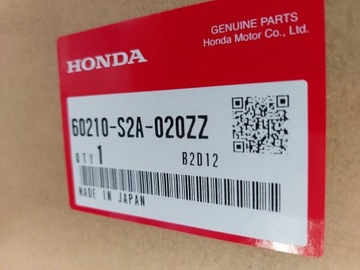 GENUINE PARTS
Honda Motor Co., Ltd.
HONDA
60210-S2A-020ZZ
QTY 1 B2D12
MADE IN JAPAN